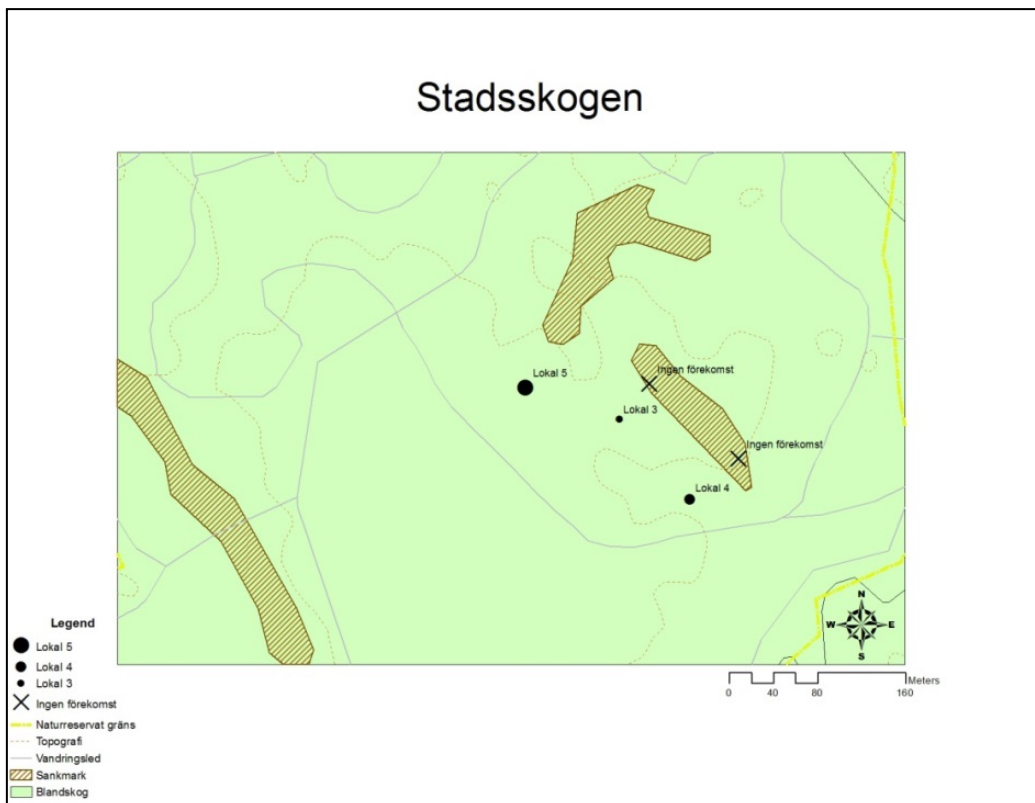 Stadsskogen
Lokal 5
Ingen förekomst
Lokal 3
Ingen förekomst
Lokal 4
N
W E
S
Meters
0 40 80 160
Legend
Lokal 5
Lokal 4
Lokal 3
Ingen förekomst
Naturreservat gräns
Topografi
Vandringsled
Sankmark
Blandskog